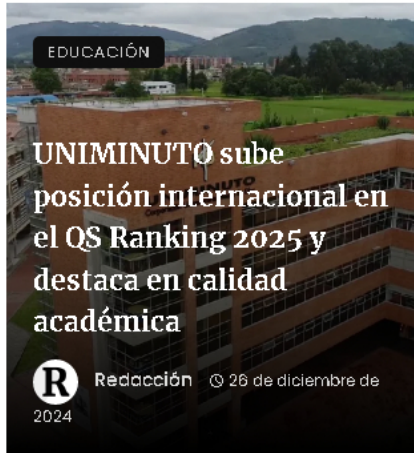 EDUCACIÓN
UNIMINUTO sube
posición internacional en
el QS Ranking 2025 y
destaca en calidad
académica
R Redacción 26 de diciembre de
2024